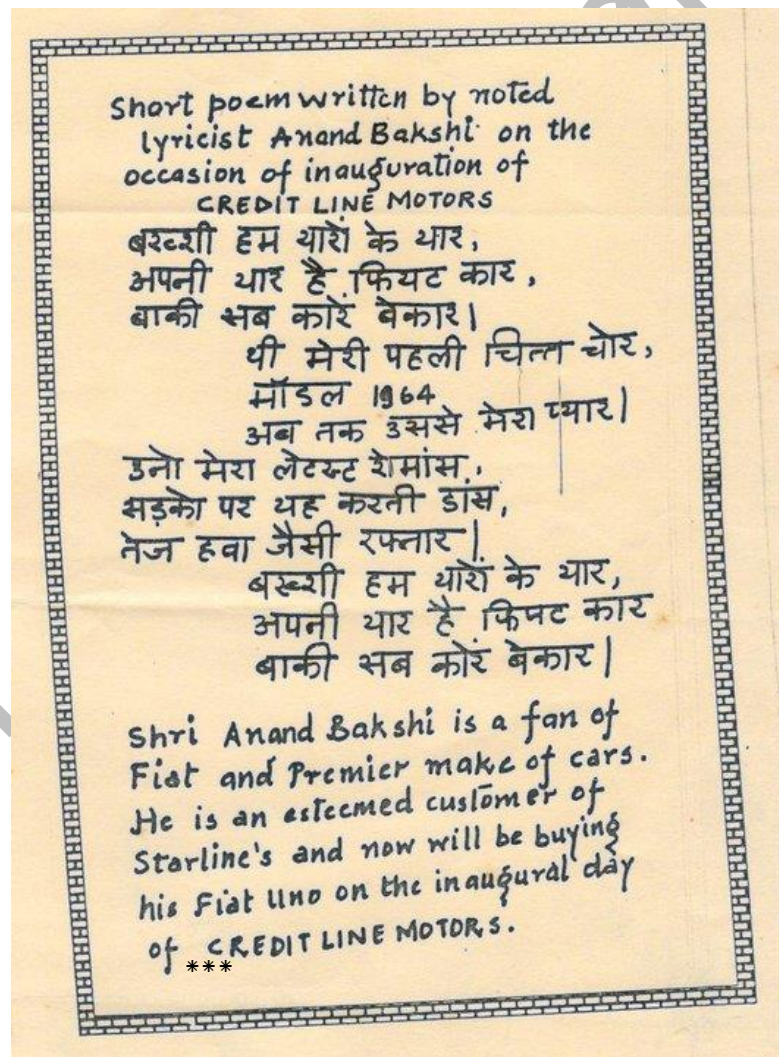 Short poem written by noted
lyricist Anand Bakshi on the
occasion of inauguration of
CREDIT LINE MOTORS
बख्शी हम यारों के यार,
अपनी यार है फियट कार,
बाकी सब कारें बेकार।
थी मेरी पहली चित्त चोर,
मॉडल 1964
अब तक उससे मेरा प्यार।
उनो मेरा लेटस्ट रोमांस,
सड़को पर यह करती डांस,
तेज हवा जैसी रफ्तार।
बख्शी हम यारों के यार,
अपनी यार है फियट कार
बाकी सब कारें बेकार।
Shri Anand Bakshi is a fan of
Fiat and Premier make of cars.
He is an esteemed customer of
Starline's and now will be buying
his Fiat Uno on the inaugural day
of CREDIT LINE MOTORS.
***